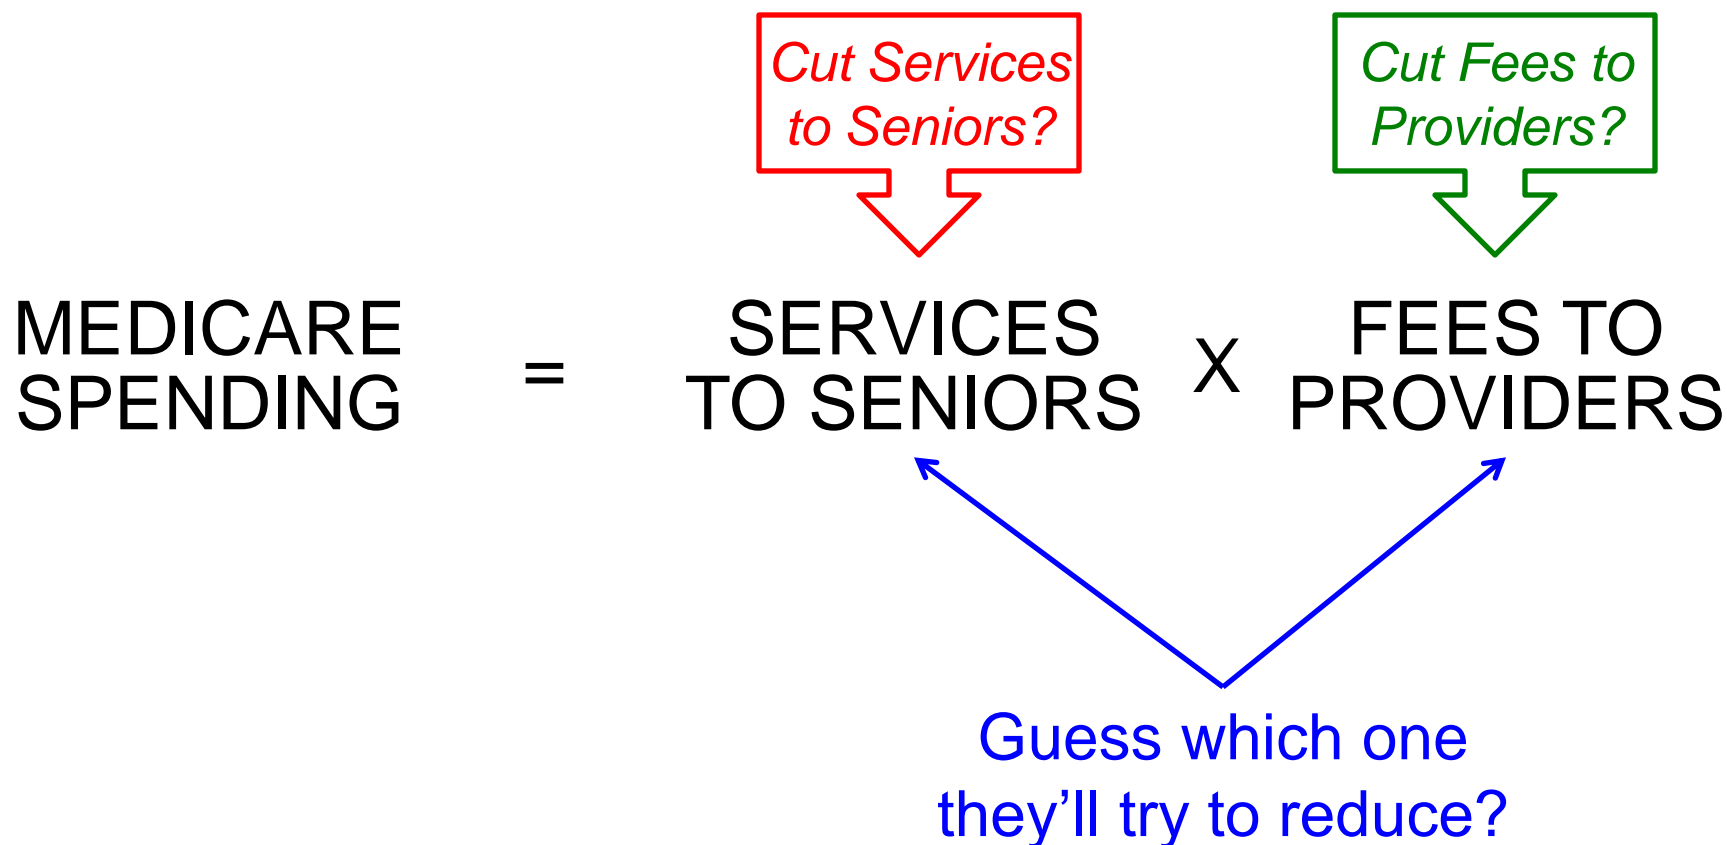 Cut Services
to Seniors?
Cut Fees to
Providers?
MEDICARE
SPENDING
=
SERVICES
TO SENIORS
X
FEES TO
PROVIDERS
Guess which one
they’ll try to reduce?